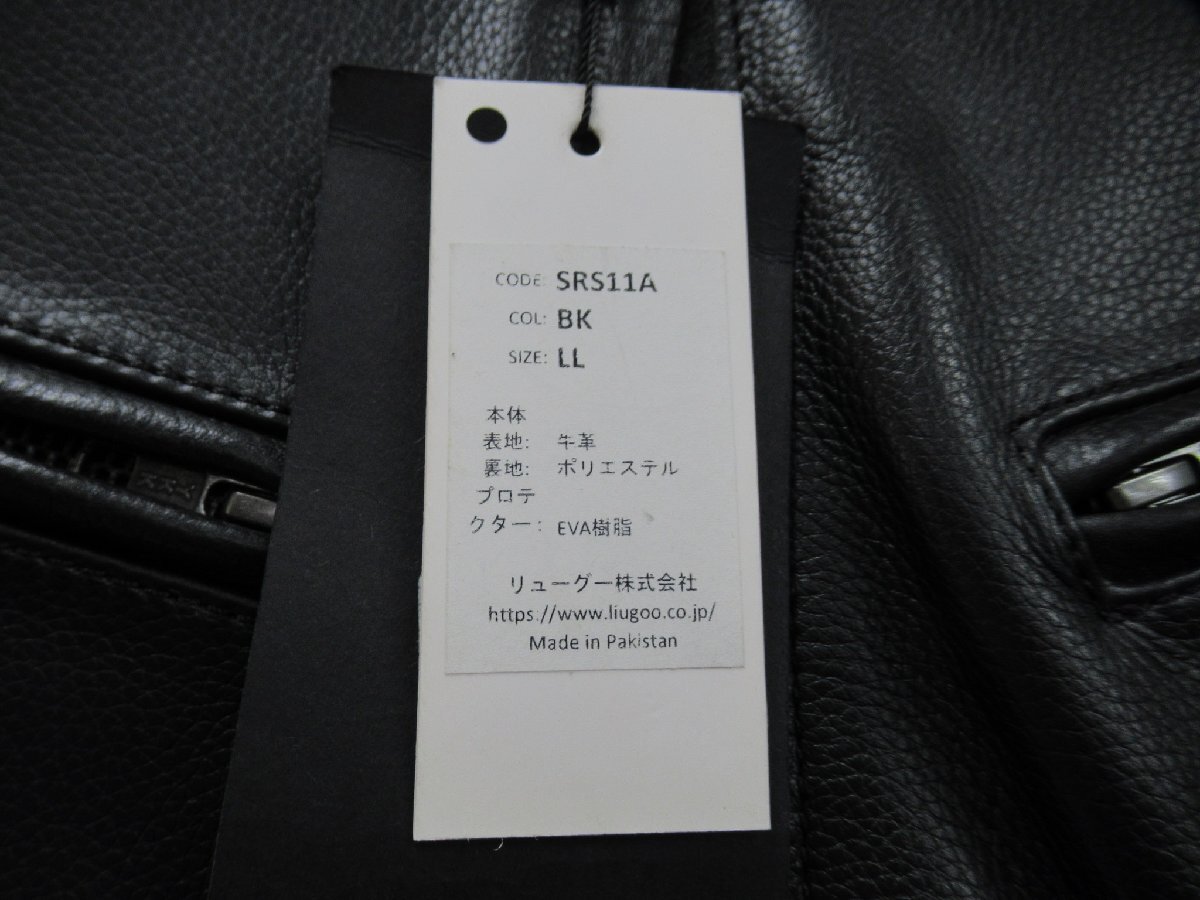 CODE: SRS11A
COL: BK
SIZE: LL
本体
表地: 牛革
裏地: ポリエステル
プロテ
クター: EVA樹脂
リューグー株式会社
https://www.liugoo.co.jp/
Made in Pakistan